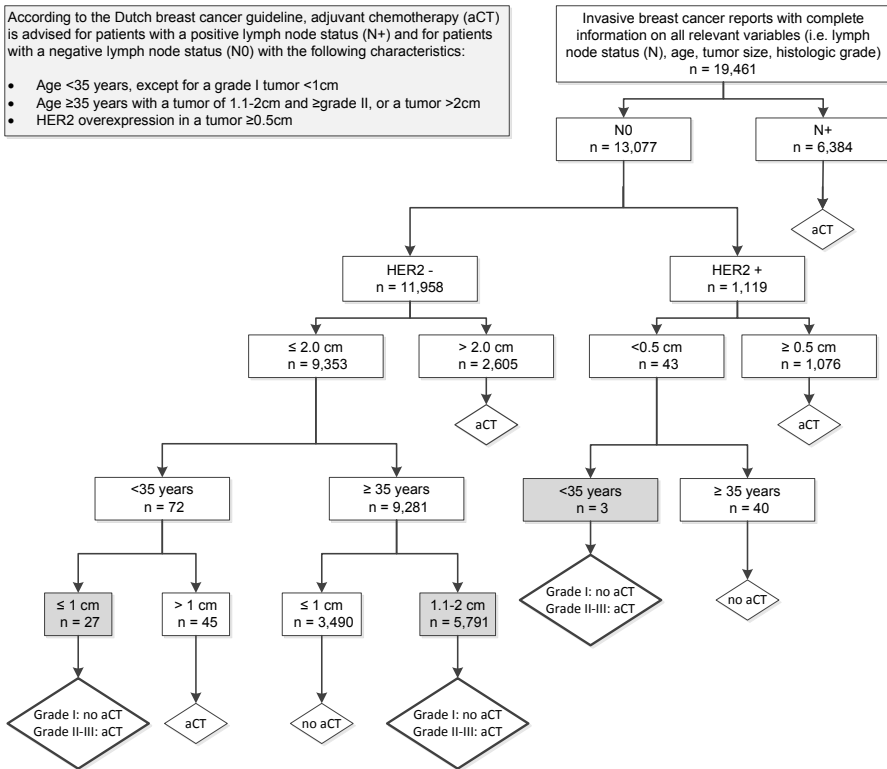 According to the Dutch breast cancer guideline, adjuvant chemotherapy (aCT)
is advised for patients with a positive lymph node status (N+) and for patients
with a negative lymph node status (N0) with the following characteristics:
• Age <35 years, except for a grade I tumor <1cm
• Age ≥35 years with a tumor of 1.1-2cm and ≥grade II, or a tumor >2cm
• HER2 overexpression in a tumor ≥0.5cm
Invasive breast cancer reports with complete
information on all relevant variables (i.e. lymph
node status (N), age, tumor size, histologic grade)
n = 19,461
N0
n = 13,077
N+
n = 6,384
aCT
HER2 -
n = 11,958
HER2 +
n = 1,119
≤ 2.0 cm
n = 9,353
> 2.0 cm
n = 2,605
<0.5 cm
n = 43
≥ 0.5 cm
n = 1,076
aCT
aCT
<35 years
n = 72
≥ 35 years
n = 9,281
<35 years
n = 3
≥ 35 years
n = 40
≤ 1 cm
n = 27
> 1 cm
n = 45
≤ 1 cm
n = 3,490
1.1-2 cm
n = 5,791
Grade I: no aCT
Grade II-III: aCT
no aCT
Grade I: no aCT
Grade II-III: aCT
aCT
no aCT
Grade I: no aCT
Grade II-III: aCT